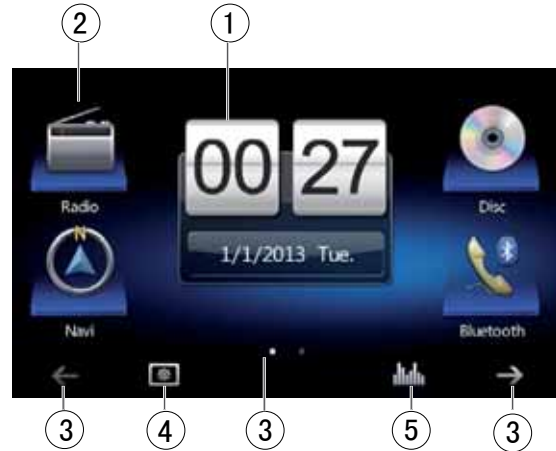 2 1
00 27
Radio Disc
1/1/2013 Tue.
N
Navi Bluetooth
3 4 3 5 3